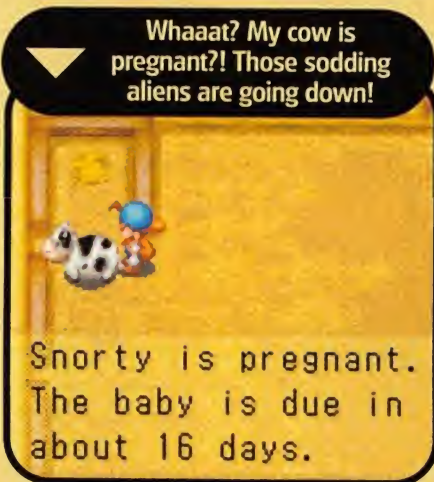 Whaaat? My cow is
pregnant?! Those sodding
aliens are going down!
Snorty is pregnant.
The baby is due in
about 16 days.